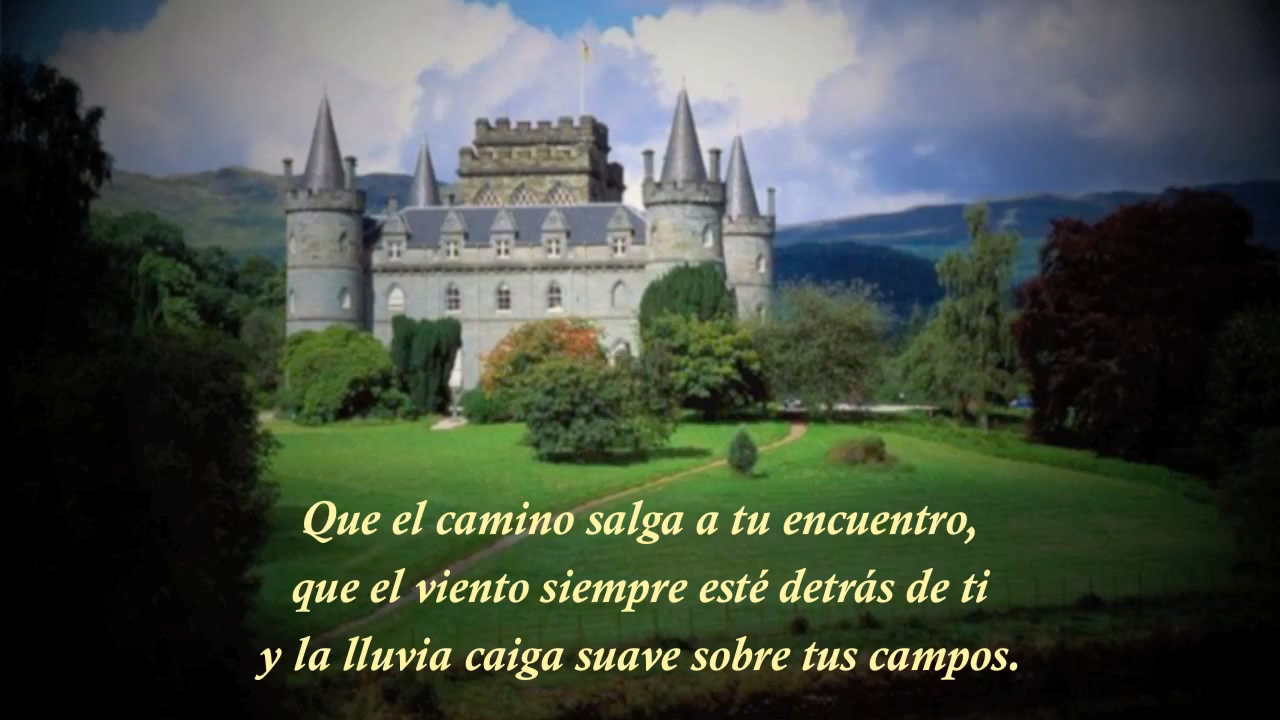 Que el camino salga a tu encuentro,
que el viento siempre esté detrás de ti
y la lluvia caiga suave sobre tus campos.